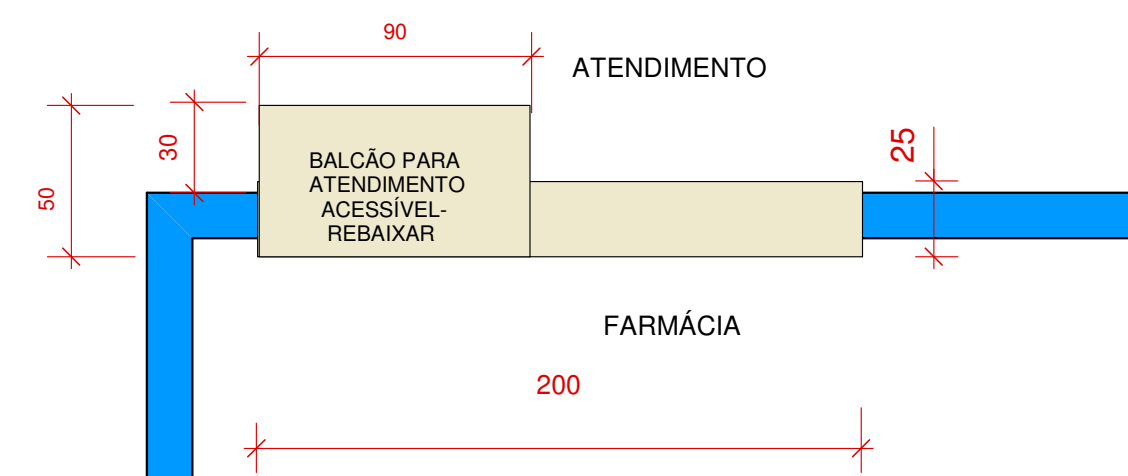 90
ATENDIMENTO
30
50
25
BALCÃO PARA
ATENDIMENTO
ACESSÍVEL-
REBAIXAR
FARMÁCIA
200